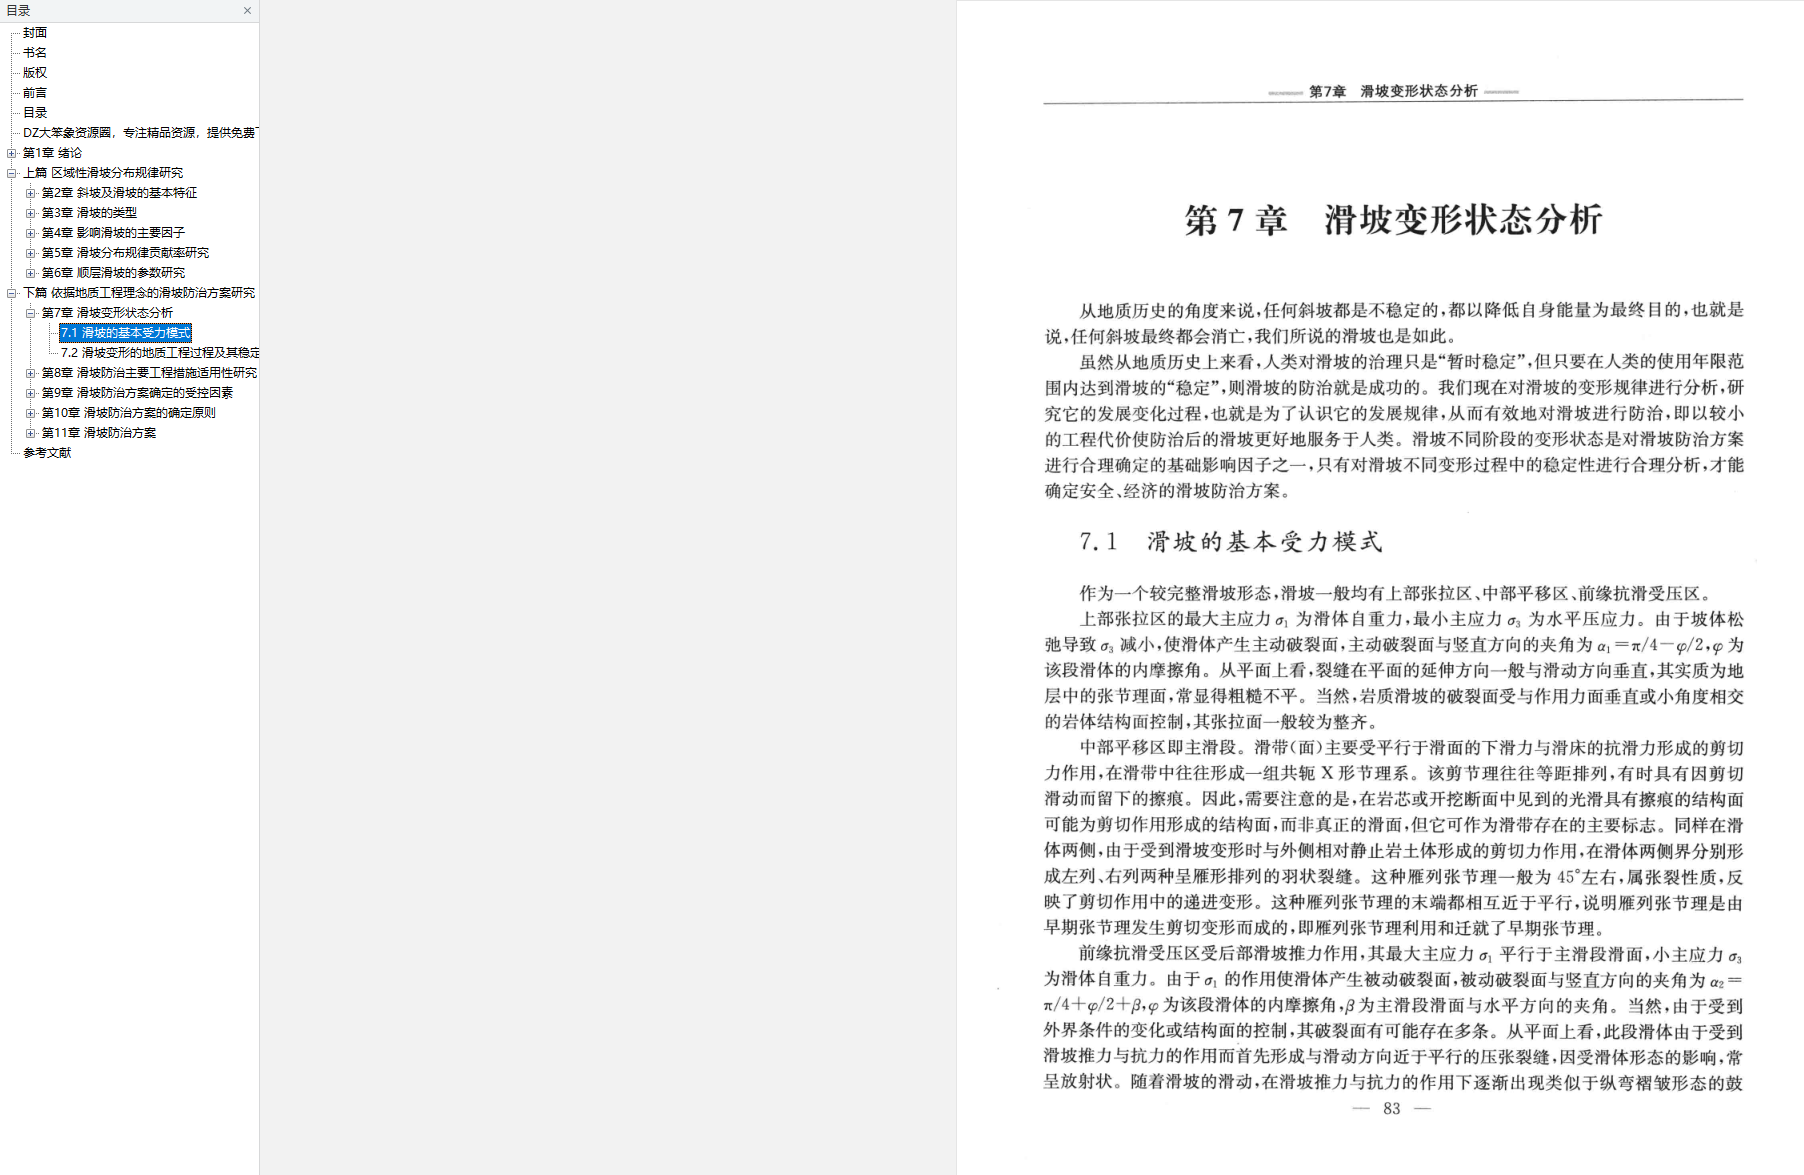 目录
封面
书名
版权
前言
目录
DZ大笨象资源圈，专注精品资源，提供免费下
第1章 绪论
上篇 区域性滑坡分布规律研究
第2章 斜坡及滑坡的基本特征
第3章 滑坡的类型
第4章 影响滑坡的主要因子
第5章 滑坡分布规律贡献率研究
第6章 顺层滑坡的参数研究
下篇 依据地质工程理念的滑坡防治方案研究
第7章 滑坡变形状态分析
7.1 滑坡的基本受力模式
7.2 滑坡变形的地质工程过程及其稳定
第8章 滑坡防治主要工程措施适用性研究
第9章 滑坡防治方案确定的受控因素
第10章 滑坡防治方案的确定原则
第11章 滑坡防治方案
参考文献
第7章 滑坡变形状态分析
第 7 章 滑坡变形状态分析
从地质历史的角度来说,任何斜坡都是不稳定的,都以降低自身能量为最终目的,也就是
说,任何斜坡最终都会消亡,我们所说的滑坡也是如此。
虽然从地质历史上来看,人类对滑坡的治理只是“暂时稳定”,但只要在人类的使用年限范
围内达到滑坡的“稳定”,则滑坡的防治就是成功的。我们现在对滑坡的变形规律进行分析,研
究它的发展变化过程,也就是为了认识它的发展规律,从而有效地对滑坡进行防治,即以较小
的工程代价使防治后的滑坡更好地服务于人类。滑坡不同阶段的变形状态是对滑坡防治方案
进行合理确定的基础影响因子之一,只有对滑坡不同变形过程中的稳定性进行合理分析,才能
确定安全、经济的滑坡防治方案。
7.1 滑坡的基本受力模式
作为一个较完整滑坡形态,滑坡一般均有上部张拉区、中部平移区、前缘抗滑受压区。
上部张拉区的最大主应力 σ₁ 为滑体自重力,最小主应力 σ₃ 为水平压应力。由于坡体松
弛导致 σ₃ 减小,使滑体产生主动破裂面,主动破裂面与竖直方向的夹角为 α₁＝π/4－φ/2,φ 为
该段滑体的内摩擦角。从平面上看,裂缝在平面的延伸方向一般与滑动方向垂直,其实质为地
层中的张节理面,常显得粗糙不平。当然,岩质滑坡的破裂面受与作用力面垂直或小角度相交
的岩体结构面控制,其张拉面一般较为整齐。
中部平移区即主滑段。滑带(面)主要受平行于滑面的下滑力与滑床的抗滑力形成的剪切
力作用,在滑带中往往形成一组共轭 X 形节理系。该剪节理往往等距排列,有时具有因剪切
滑动而留下的擦痕。因此,需要注意的是,在岩芯或开挖断面中见到的光滑具有擦痕的结构面
可能为剪切作用形成的结构面,而非真正的滑面,但它可作为滑带存在的主要标志。同样在滑
体两侧,由于受到滑坡变形时与外侧相对静止岩土体形成的剪切力作用,在滑体两侧界分别形
成左列、右列两种呈雁形排列的羽状裂缝。这种雁列张节理一般为 45°左右,属张裂性质,反
映了剪切作用中的递进变形。这种雁列张节理的末端都相互近于平行,说明雁列张节理是由
早期张节理发生剪切变形而成的,即雁列张节理利用和迁就了早期张节理。
前缘抗滑受压区受后部滑坡推力作用,其最大主应力 σ₁ 平行于主滑段滑面,小主应力 σ₃
为滑体自重力。由于 σ₁ 的作用使滑体产生被动破裂面,被动破裂面与竖直方向的夹角为 α₂＝
π/4＋φ/2＋β,φ 为该段滑体的内摩擦角,β 为主滑段滑面与水平方向的夹角。当然,由于受到
外界条件的变化或结构面的控制,其破裂面有可能存在多条。从平面上看,此段滑体由于受到
滑坡推力与抗力的作用而首先形成与滑动方向近于平行的压张裂缝,因受滑体形态的影响,常
呈放射状。随着滑坡的滑动,在滑坡推力与抗力的作用下逐渐出现类似于纵弯褶皱形态的鼓
— 83 —